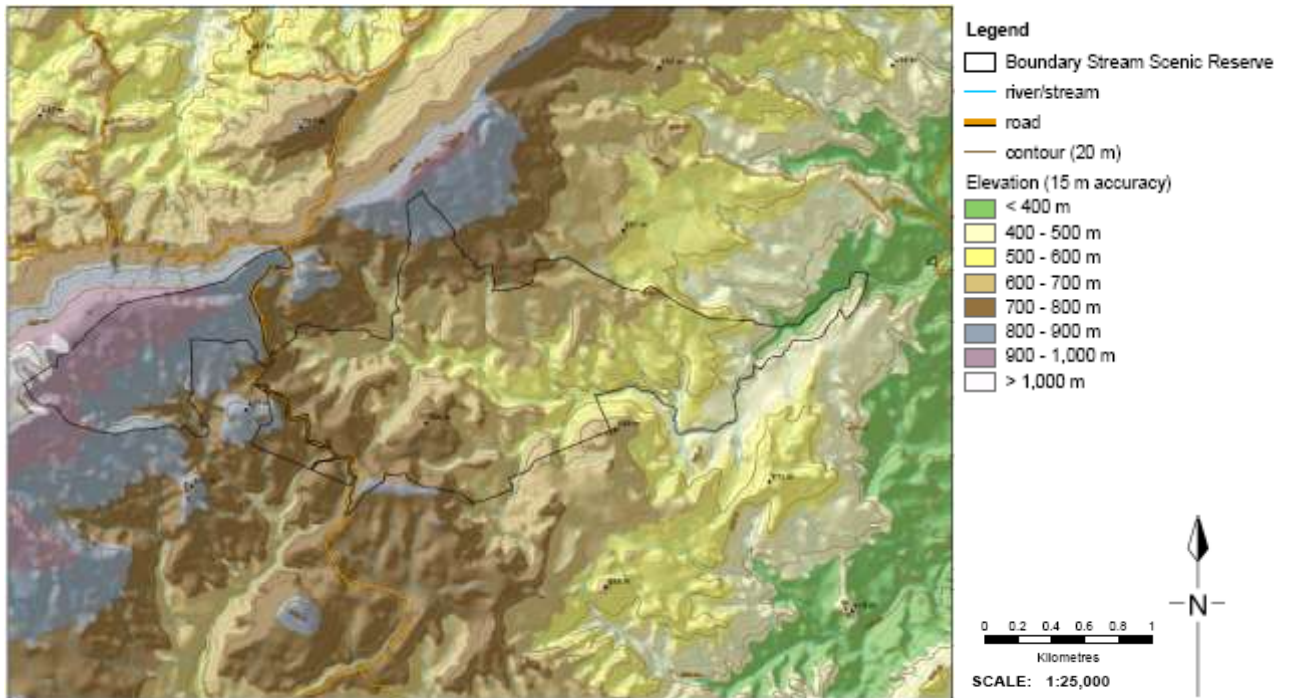 Legend
Boundary Stream Scenic Reserve
river/stream
road
contour (20 m)
Elevation (15 m accuracy)
< 400 m
400 - 500 m
500 - 600 m
600 - 700 m
700 - 800 m
800 - 900 m
900 - 1,000 m
> 1,000 m
N
0 0.2 0.4 0.6 0.8 1
Kilometres
SCALE: 1:25,000